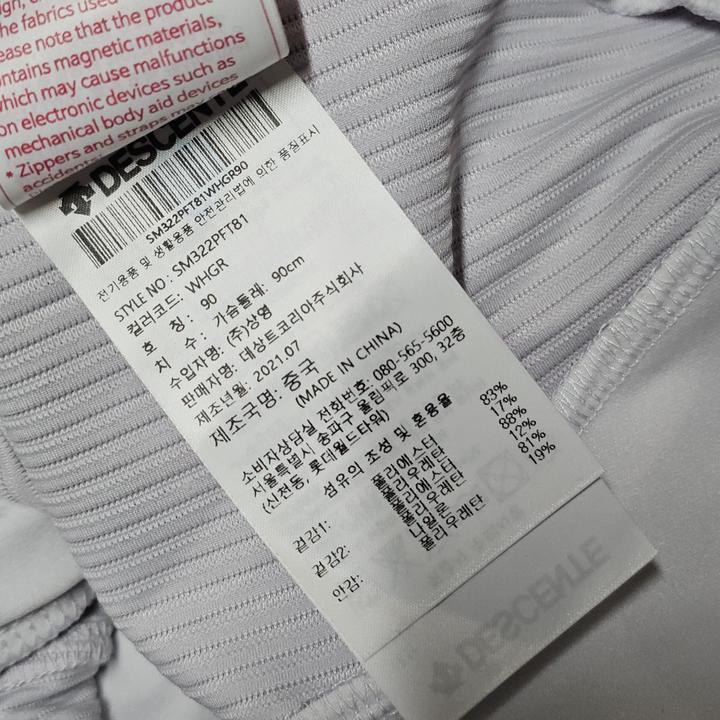 the fabrics used
ease note that the product
ontains magnetic materials,
which may cause malfunctions
on electronic devices such as
mechanical body aid devices
* Zippers and straps may
DESCENTE
SM322PFT81WHGR90
전기용품 및 생활용품 안전관리법에 의한 품질표시
STYLE NO : SM322PFT81
컬러코드: WHGR
호 칭 : 90
치 수 : 가슴둘레: 90cm
수입자명: (주)상영
판매자명: 데상트코리아주식회사
제조년월: 2021.07
제조국명: 중국
(MADE IN CHINA)
소비자상담실 전화번호: 080-565-5600
서울특별시 송파구 올림픽로 300, 32층
(신천동, 롯데월드타워)
섬유의 조성 및 혼용율
겉감1: 폴리에스터 83%
폴리우레탄 17%
겉감2: 폴리에스터 88%
폴리우레탄 12%
안감: 나일론 81%
폴리우레탄 19%
DESCENTE